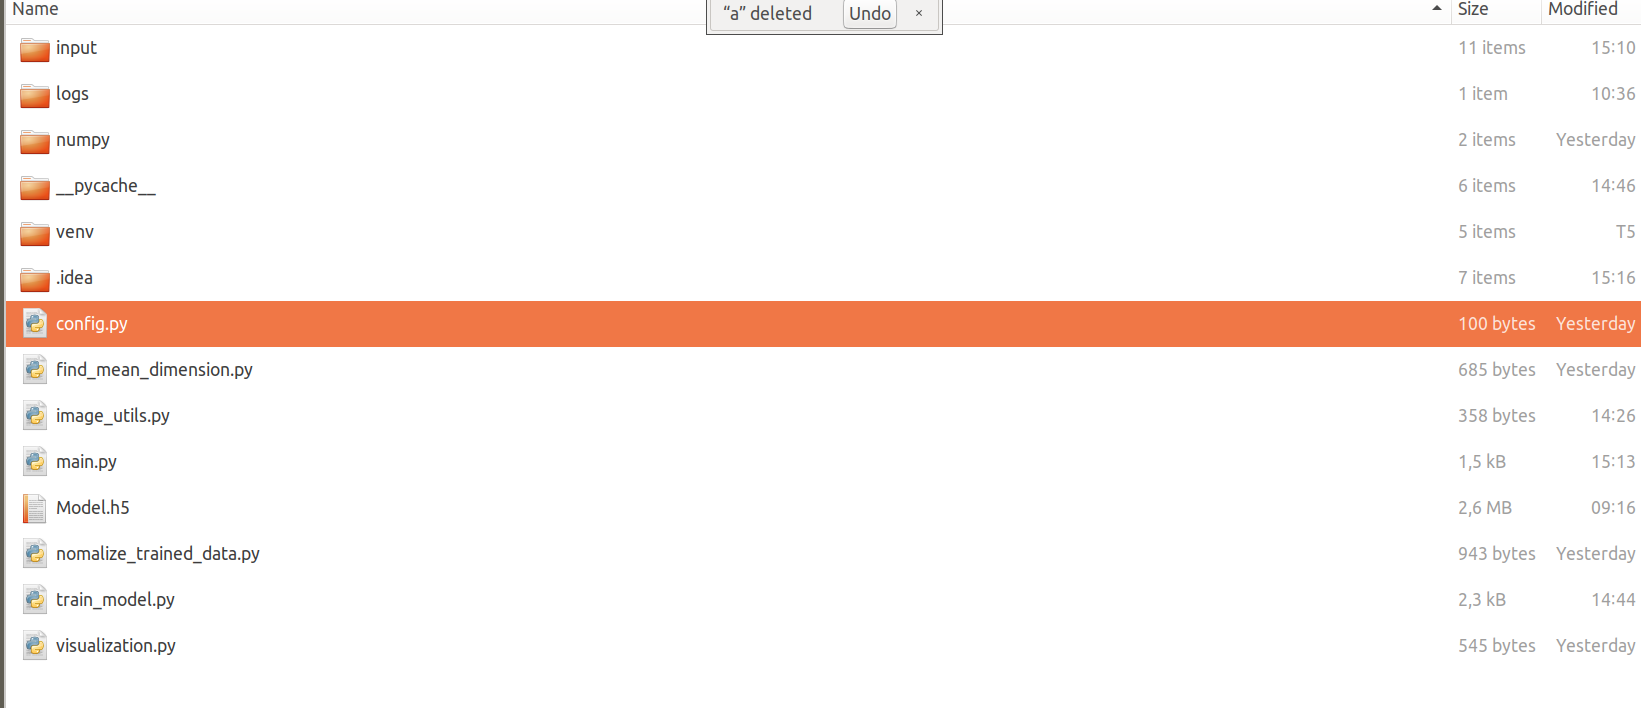 Name Size Modified
“a” deleted Undo ×
input 11 items 15:10
logs 1 item 10:36
numpy 2 items Yesterday
__pycache__ 6 items 14:46
venv 5 items T5
.idea 7 items 15:16
config.py 100 bytes Yesterday
find_mean_dimension.py 685 bytes Yesterday
image_utils.py 358 bytes 14:26
main.py 1,5 kB 15:13
Model.h5 2,6 MB 09:16
nomalize_trained_data.py 943 bytes Yesterday
train_model.py 2,3 kB 14:44
visualization.py 545 bytes Yesterday